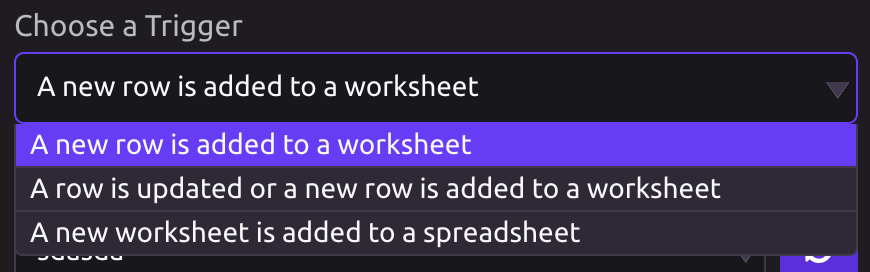 Choose a Trigger
A new row is added to a worksheet
A new row is added to a worksheet
A row is updated or a new row is added to a worksheet
A new worksheet is added to a spreadsheet